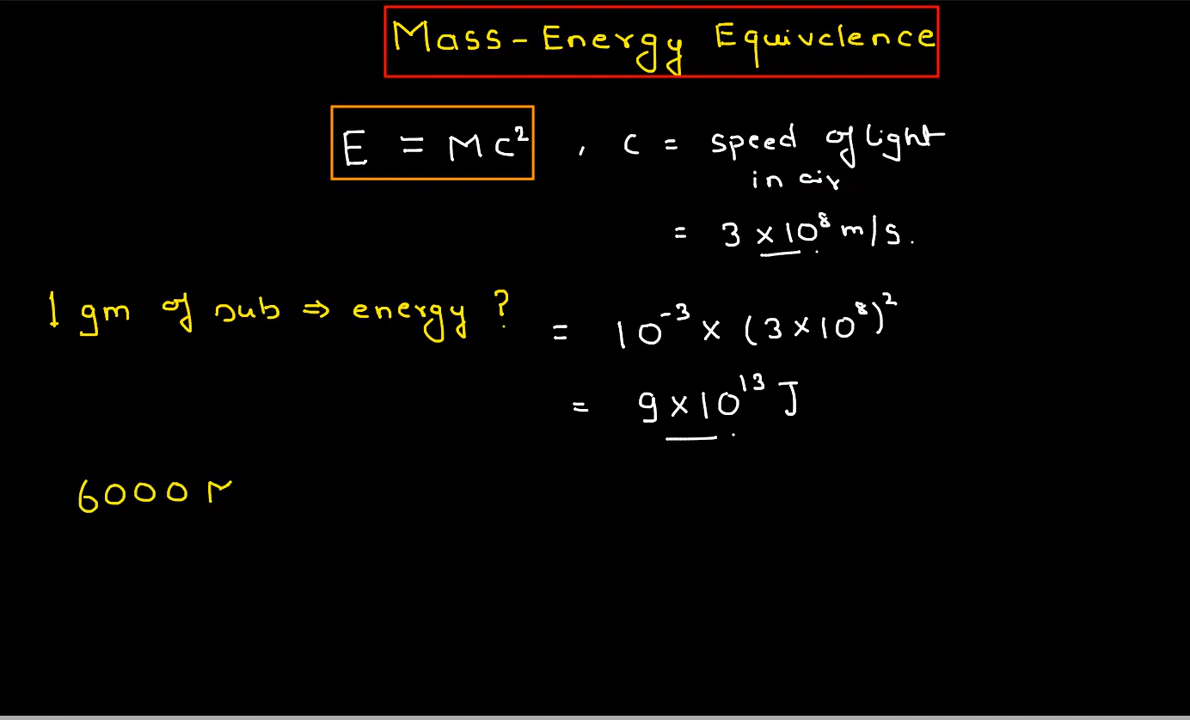 Mass-Energy Equivalence
E = Mc² , c = speed of light
in air
= 3 × 10⁸ m/s.
1 gm of sub ⇒ energy ? = 10⁻³ × (3 × 10⁸)²
= 9 × 10¹³ J
6000